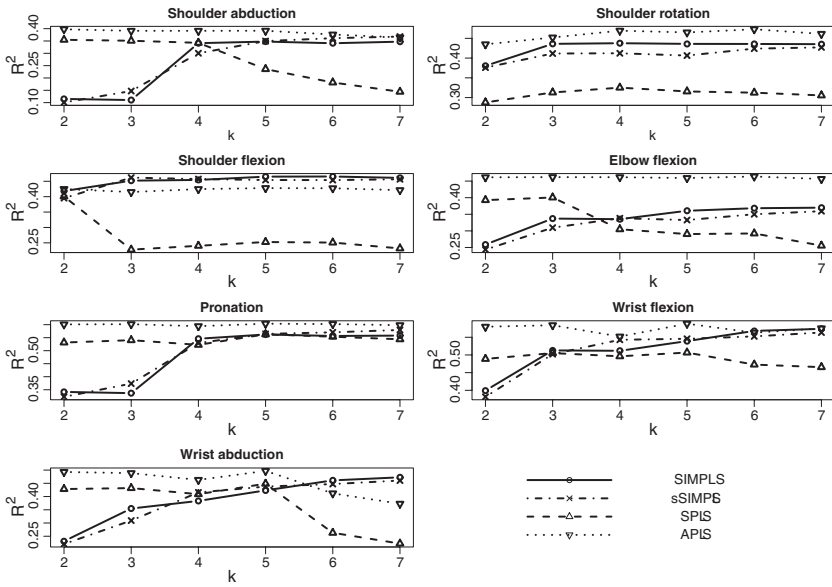 Shoulder abduction
R²
0.10 0.25 0.40
2 3 4 5 6 7
k
Shoulder rotation
R²
0.30 0.40
2 3 4 5 6 7
k
Shoulder flexion
R²
0.25 0.40
2 3 4 5 6 7
k
Elbow flexion
R²
0.25 0.40
2 3 4 5 6 7
k
Pronation
R²
0.35 0.50
2 3 4 5 6 7
k
Wrist flexion
R²
0.40 0.50
2 3 4 5 6 7
k
Wrist abduction
R²
0.25 0.40
2 3 4 5 6 7
k
SIMPLS
sSIMPLS
SPLS
APLS